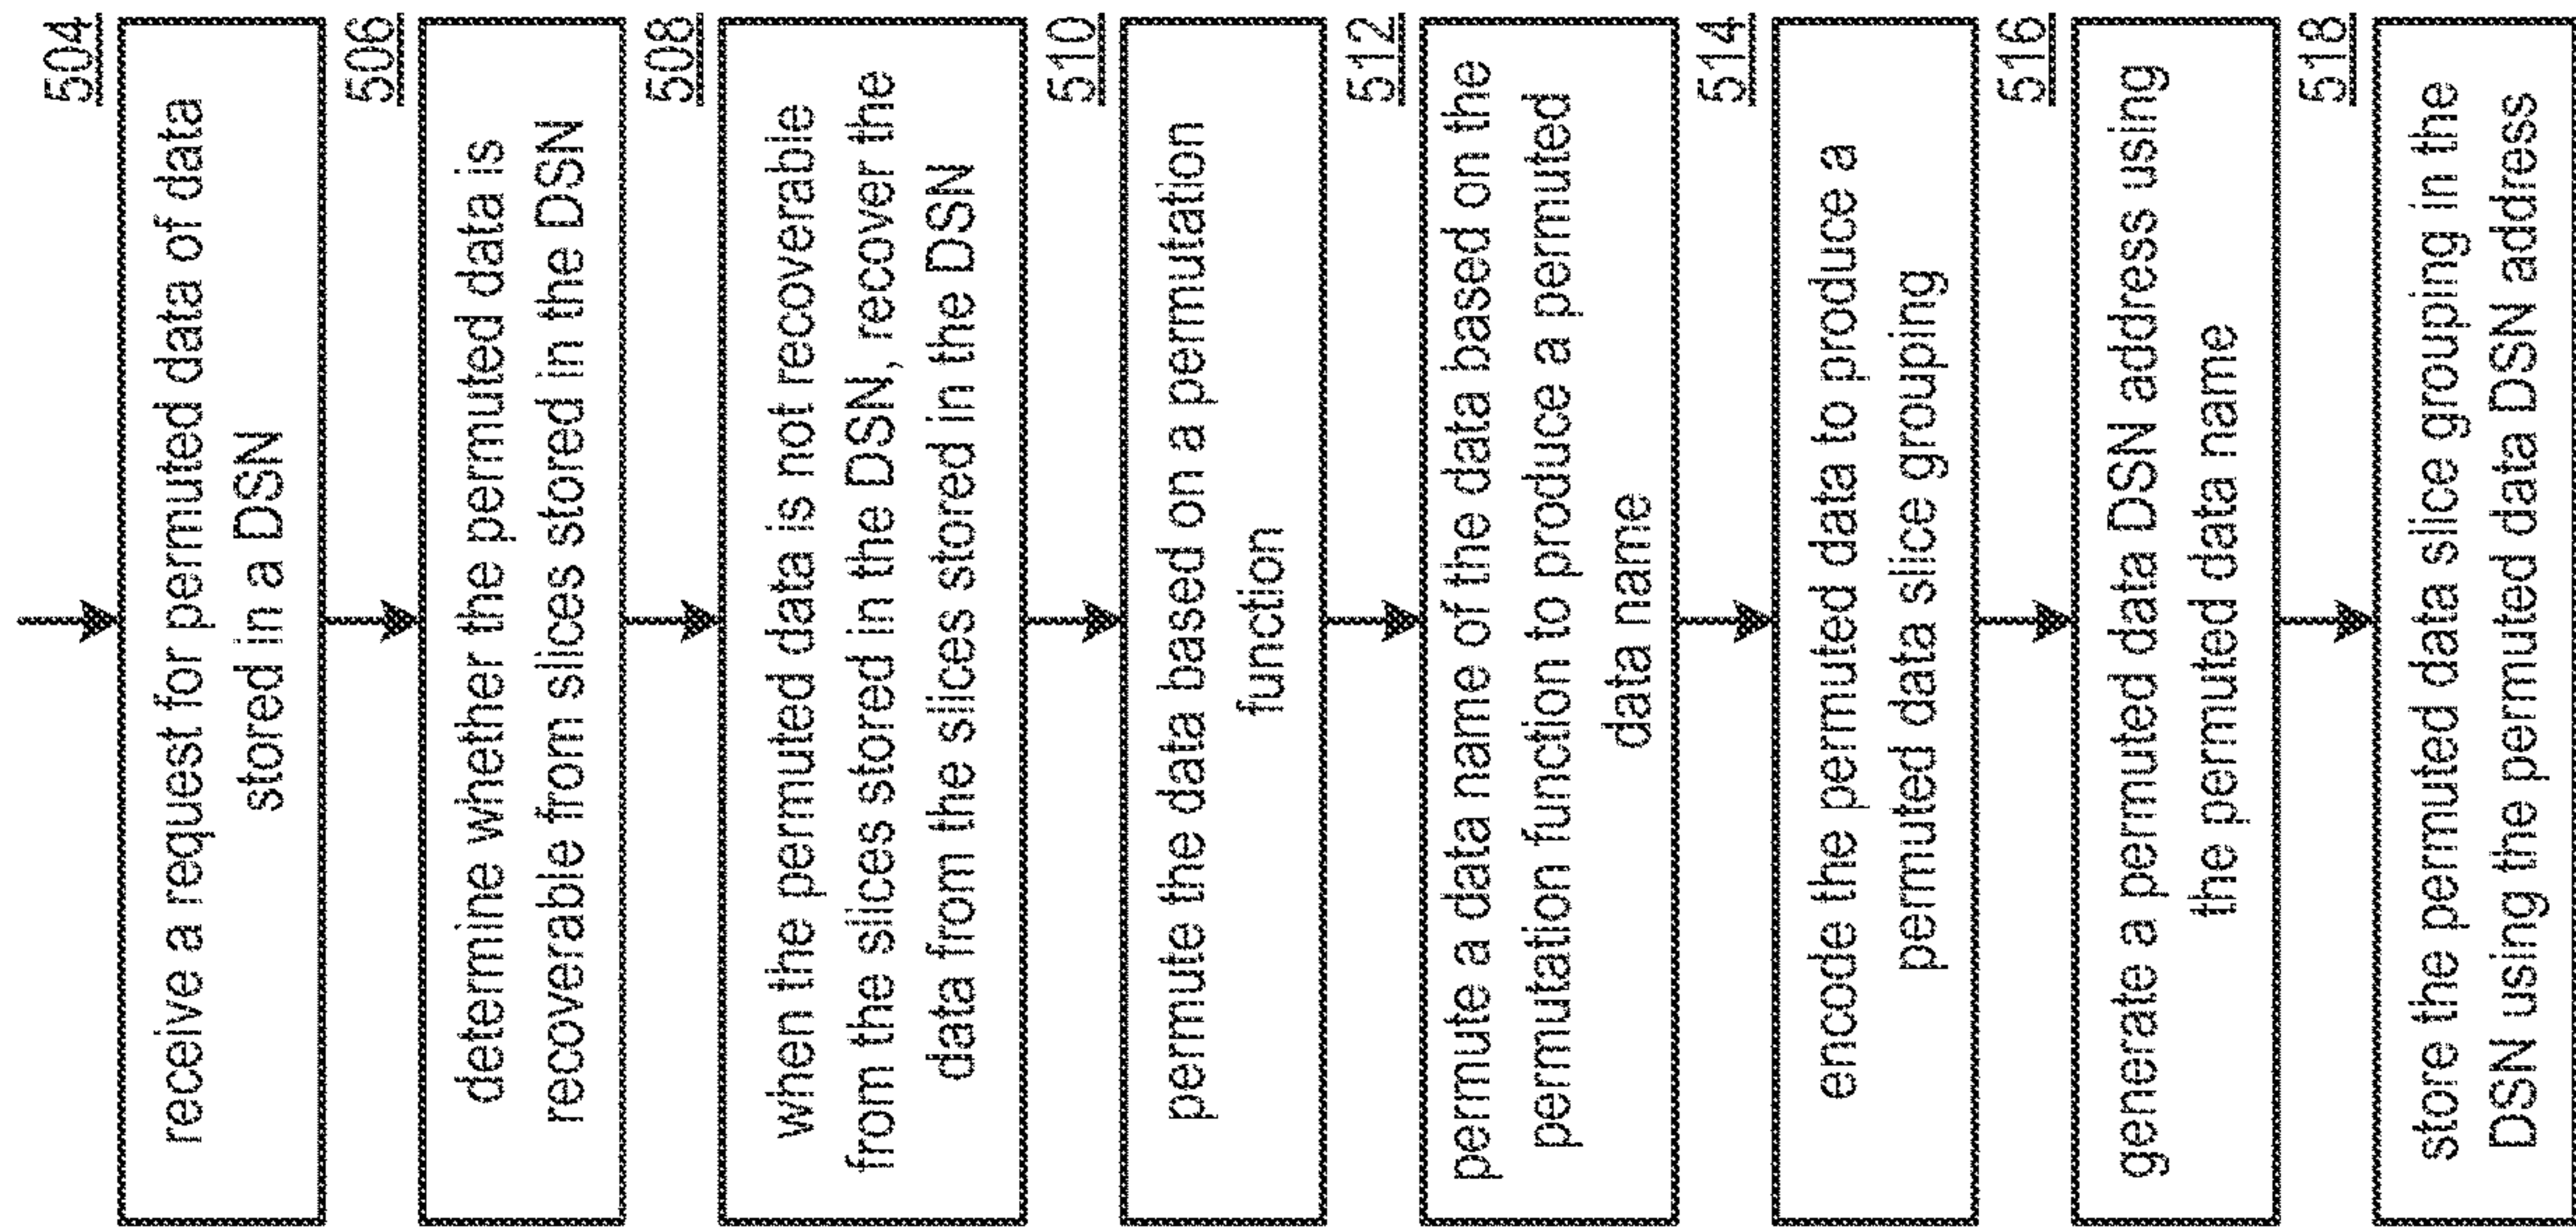 504
receive a request for permuted data of data
stored in a DSN
506
determine whether the permuted data is
recoverable from slices stored in the DSN
508
when the permuted data is not recoverable
from the slices stored in the DSN, recover the
data from the slices stored in the DSN
510
permute the data based on a permutation
function
512
permute a data name of the data based on the
permutation function to produce a permuted
data name
514
encode the permuted data to produce a
permuted data slice grouping
516
generate a permuted data DSN address using
the permuted data name
518
store the permuted data slice grouping in the
DSN using the permuted data DSN address